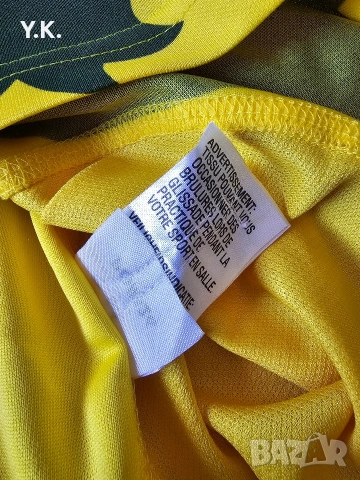 Y.K.
AVERTISSEMENT:
TISSU POUVANT VOUS
OCCASIONNER DES
BRULURES LORS DE
GLISSADE PENDANT LA
PRACTIQUE DE
VOTRE SPORT EN SALLE.
BAZAR